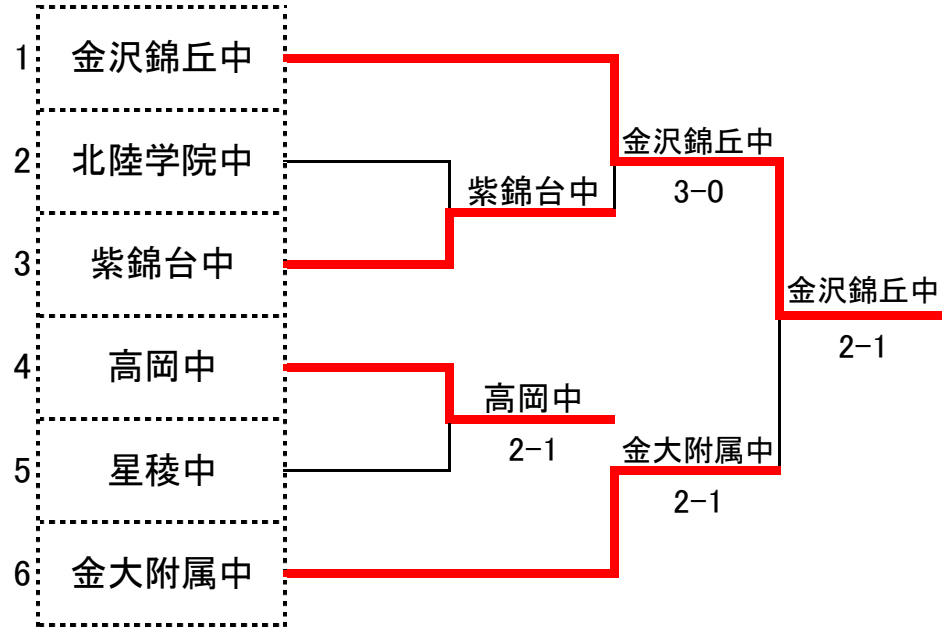 1 金沢錦丘中
2 北陸学院中
3 紫錦台中
4 高岡中
5 星稜中
6 金大附属中
紫錦台中
高岡中
2-1
金沢錦丘中
3-0
金大附属中
2-1
金沢錦丘中
2-1